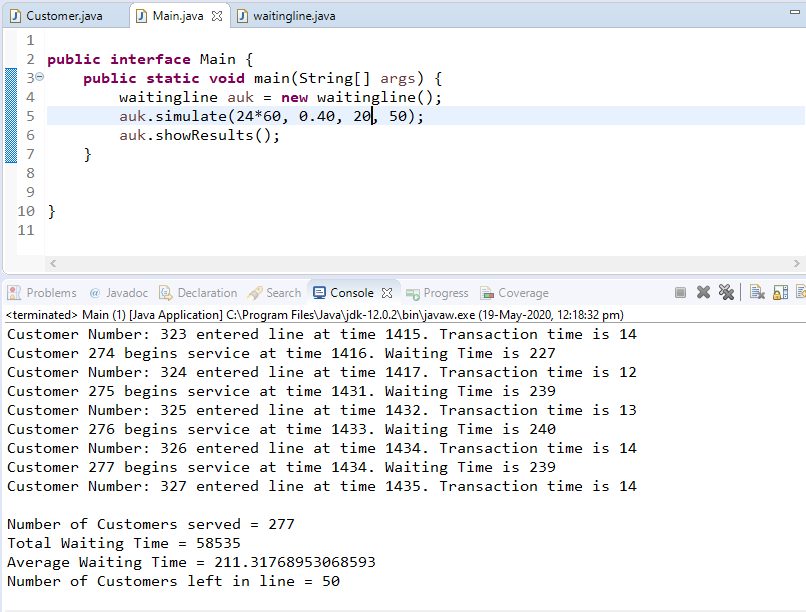 Customer.java Main.java waitingline.java
1
2 public interface Main {
3 public static void main(String[] args) {
4 waitingline auk = new waitingline();
5 auk.simulate(24*60, 0.40, 20, 50);
6 auk.showResults();
7 }
8
9
10 }
11
Problems @ Javadoc Declaration Search Console Progress Coverage
<terminated> Main (1) [Java Application] C:\Program Files\Java\jdk-12.0.2\bin\javaw.exe (19-May-2020, 12:18:32 pm)
Customer Number: 323 entered line at time 1415. Transaction time is 14
Customer 274 begins service at time 1416. Waiting Time is 227
Customer Number: 324 entered line at time 1417. Transaction time is 12
Customer 275 begins service at time 1431. Waiting Time is 239
Customer Number: 325 entered line at time 1432. Transaction time is 13
Customer 276 begins service at time 1433. Waiting Time is 240
Customer Number: 326 entered line at time 1434. Transaction time is 14
Customer 277 begins service at time 1434. Waiting Time is 239
Customer Number: 327 entered line at time 1435. Transaction time is 14
Number of Customers served = 277
Total Waiting Time = 58535
Average Waiting Time = 211.31768953068593
Number of Customers left in line = 50